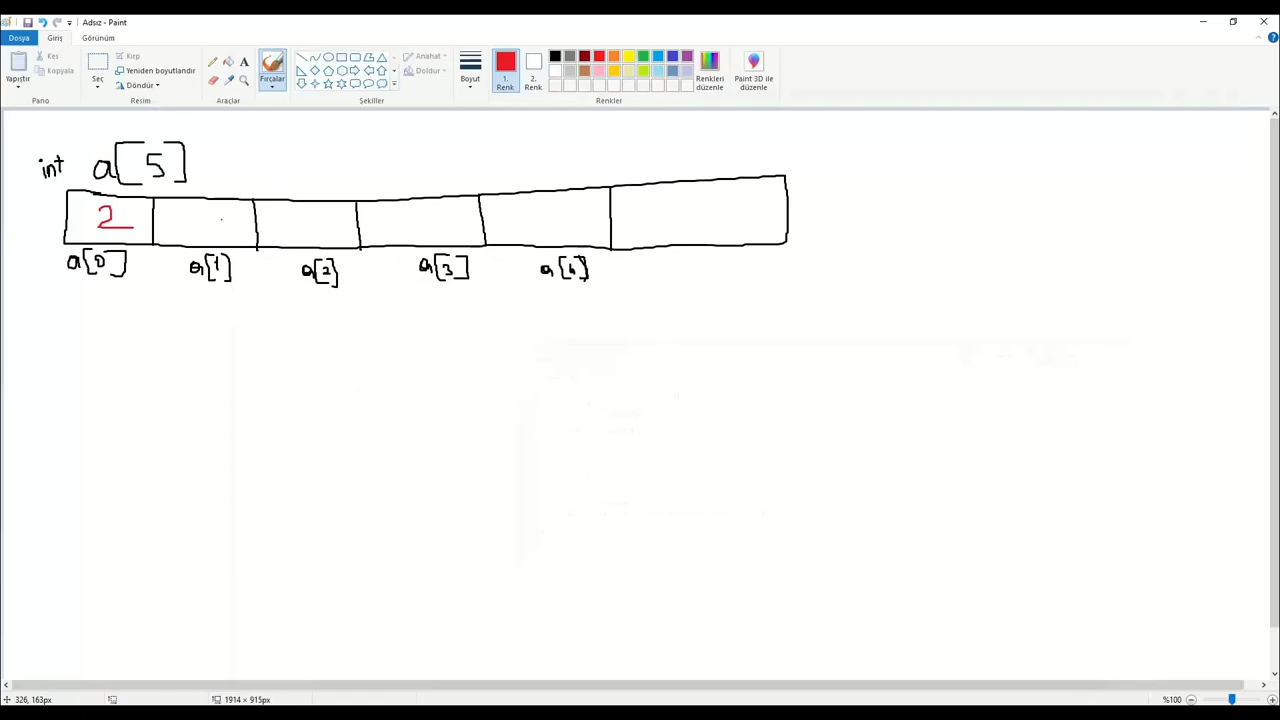 Adsız - Paint
Dosya Giriş Görünüm
Yapıştır
Kes
Kopyala
Pano
Seç
Kırp
Yeniden boyutlandır
Döndür
Resim
Araçlar
Fırçalar
Anahat
Doldur
Şekiller
Boyut
1. Renk
2. Renk
Renkler
Renkleri düzenle
Paint 3D ile düzenle
int a[5]
2
a[0] a[1] a[2] a[3] a[4]
326, 163px
1914 × 915px
%100